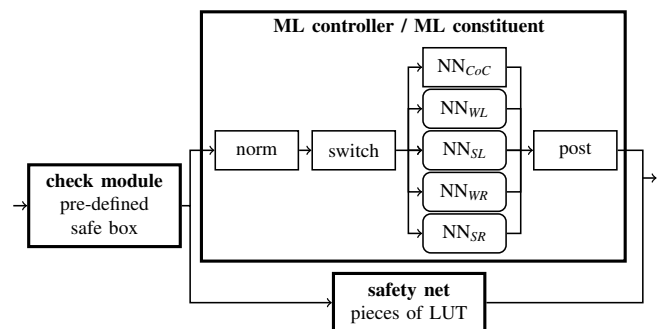 ML controller / ML constituent
NN_CoC
NN_WL
norm
switch
NN_SL
post
check module
pre-defined
safe box
NN_WR
NN_SR
safety net
pieces of LUT